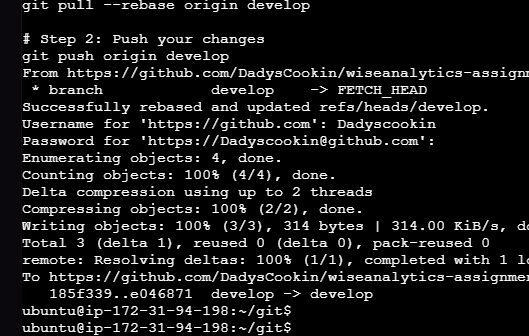 git pull --rebase origin develop
# Step 2: Push your changes
git push origin develop
From https://github.com/DadysCookin/wiseanalytics-assignm
 * branch            develop    -> FETCH_HEAD
Successfully rebased and updated refs/heads/develop.
Username for 'https://github.com': Dadyscookin
Password for 'https://Dadyscookin@github.com':
Enumerating objects: 4, done.
Counting objects: 100% (4/4), done.
Delta compression using up to 2 threads
Compressing objects: 100% (2/2), done.
Writing objects: 100% (3/3), 314 bytes | 314.00 KiB/s, do
Total 3 (delta 1), reused 0 (delta 0), pack-reused 0
remote: Resolving deltas: 100% (1/1), completed with 1 lo
To https://github.com/DadysCookin/wiseanalytics-assignme
   185f339..e046871  develop -> develop
ubuntu@ip-172-31-94-198:~/git$
ubuntu@ip-172-31-94-198:~/git$